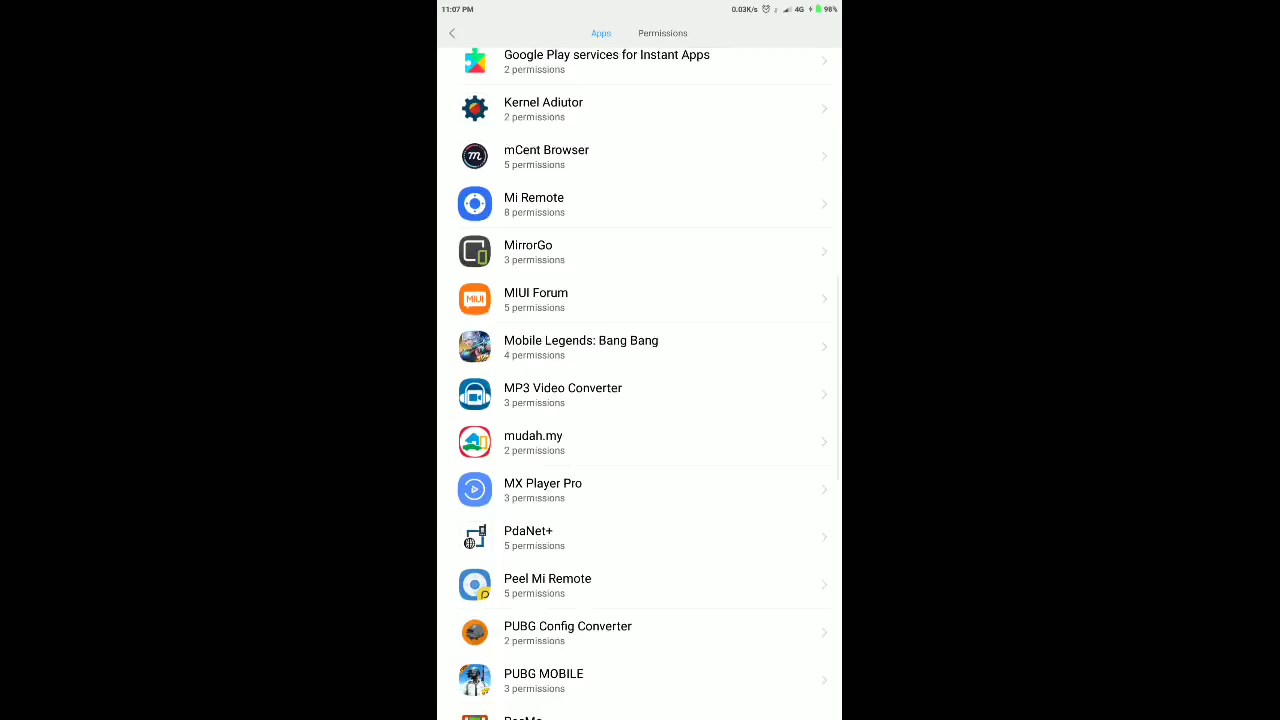 11:07 PM
0.03K/s
4G
98%
Apps
Permissions
Google Play services for Instant Apps
2 permissions
Kernel Adiutor
2 permissions
mCent Browser
5 permissions
Mi Remote
8 permissions
MirrorGo
3 permissions
MIUI
MIUI Forum
5 permissions
Mobile Legends: Bang Bang
4 permissions
MP3 Video Converter
3 permissions
mudah.my
2 permissions
MX Player Pro
3 permissions
PdaNet+
5 permissions
Peel Mi Remote
5 permissions
PUBG Config Converter
2 permissions
PUBG MOBILE
3 permissions